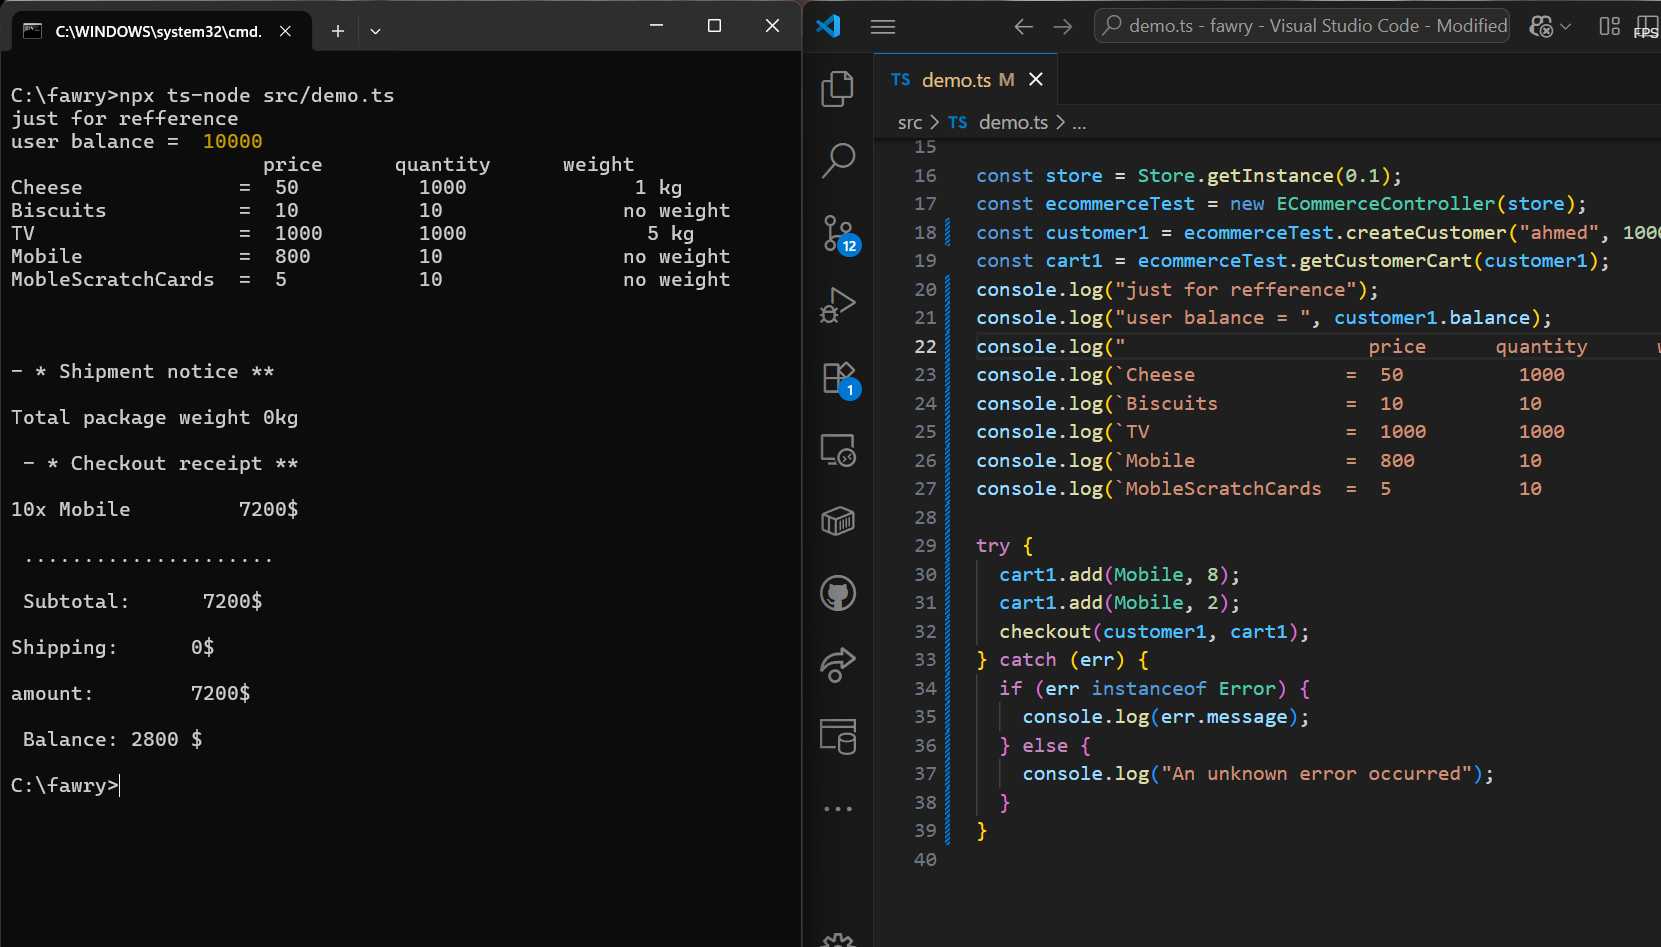 C:\WINDOWS\system32\cmd.
C:\fawry>npx ts-node src/demo.ts
just for refference
user balance =  10000
price      quantity      weight
Cheese             =  50          1000              1 kg
Biscuits           =  10          10               no weight
TV                 =  1000        1000               5 kg
Mobile             =  800         10               no weight
MobleScratchCards  =  5           10               no weight
- * Shipment notice **
Total package weight 0kg
- * Checkout receipt **
10x Mobile         7200$
.....................
Subtotal:      7200$
Shipping:      0$
amount:        7200$
Balance: 2800 $
C:\fawry>
demo.ts - fawry - Visual Studio Code - Modified
FPS
TS demo.ts M
src > TS demo.ts > ...
12
1
15
16 const store = Store.getInstance(0.1);
17 const ecommerceTest = new ECommerceController(store);
18 const customer1 = ecommerceTest.createCustomer("ahmed", 1000
19 const cart1 = ecommerceTest.getCustomerCart(customer1);
20 console.log("just for refference");
21 console.log("user balance = ", customer1.balance);
22 console.log("                     price      quantity
23 console.log(`Cheese             =  50          1000
24 console.log(`Biscuits           =  10          10
25 console.log(`TV                 =  1000        1000
26 console.log(`Mobile             =  800         10
27 console.log(`MobleScratchCards  =  5           10
28
29 try {
30   cart1.add(Mobile, 8);
31   cart1.add(Mobile, 2);
32   checkout(customer1, cart1);
33 } catch (err) {
34   if (err instanceof Error) {
35     console.log(err.message);
36   } else {
37     console.log("An unknown error occurred");
38   }
39 }
40